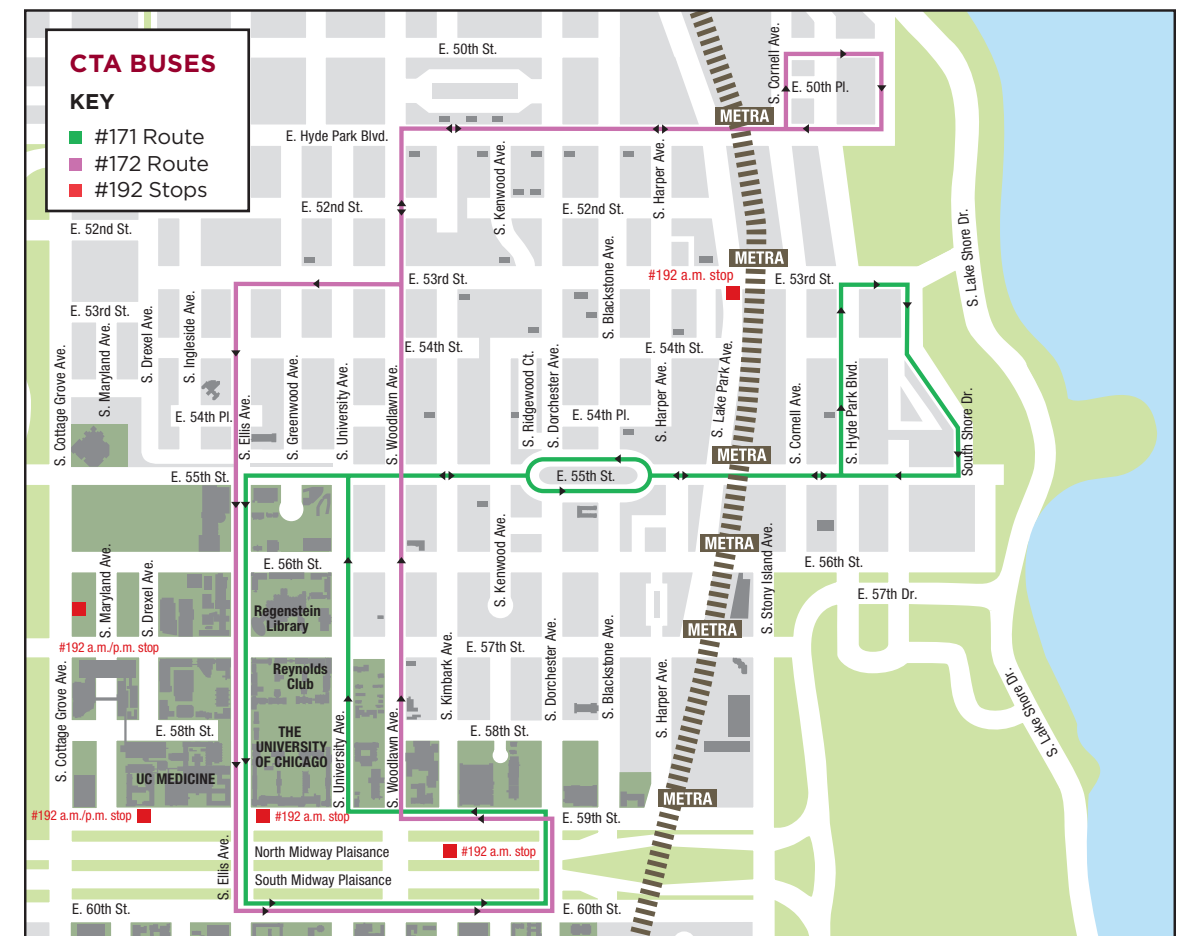 CTA BUSES
KEY
#171 Route
#172 Route
#192 Stops
E. 50th St.
S. Cornell Ave.
E. 50th Pl.
METRA
E. Hyde Park Blvd.
S. Kenwood Ave.
S. Harper Ave.
E. 52nd St.
E. 52nd St.
E. 52nd St.
S. Blackstone Ave.
METRA
S. Lake Shore Dr.
#192 a.m. stop
E. 53rd St.
E. 53rd St.
E. 53rd St.
S. Cottage Grove Ave.
S. Maryland Ave.
S. Drexel Ave.
S. Ingleside Ave.
E. 54th St.
E. 54th St.
S. Ellis Ave.
S. Greenwood Ave.
S. University Ave.
S. Woodlawn Ave.
S. Ridgewood Ct.
S. Dorchester Ave.
S. Harper Ave.
S. Lake Park Ave.
S. Cornell Ave.
S. Hyde Park Blvd.
South Shore Dr.
E. 54th Pl.
E. 54th Pl.
METRA
E. 55th St.
E. 55th St.
S. Maryland Ave.
S. Drexel Ave.
S. Kenwood Ave.
METRA
S. Stony Island Ave.
E. 56th St.
E. 56th St.
E. 57th Dr.
Regenstein
Library
METRA
#192 a.m./p.m. stop
E. 57th St.
S. Cottage Grove Ave.
Reynolds
Club
S. Kimbark Ave.
S. Dorchester Ave.
S. Blackstone Ave.
S. Harper Ave.
S. Lake Shore Dr.
E. 58th St.
E. 58th St.
THE
UNIVERSITY
OF CHICAGO
S. University Ave.
S. Woodlawn Ave.
UC MEDICINE
METRA
#192 a.m./p.m. stop
#192 a.m. stop
E. 59th St.
S. Ellis Ave.
North Midway Plaisance
#192 a.m. stop
South Midway Plaisance
E. 60th St.
E. 60th St.